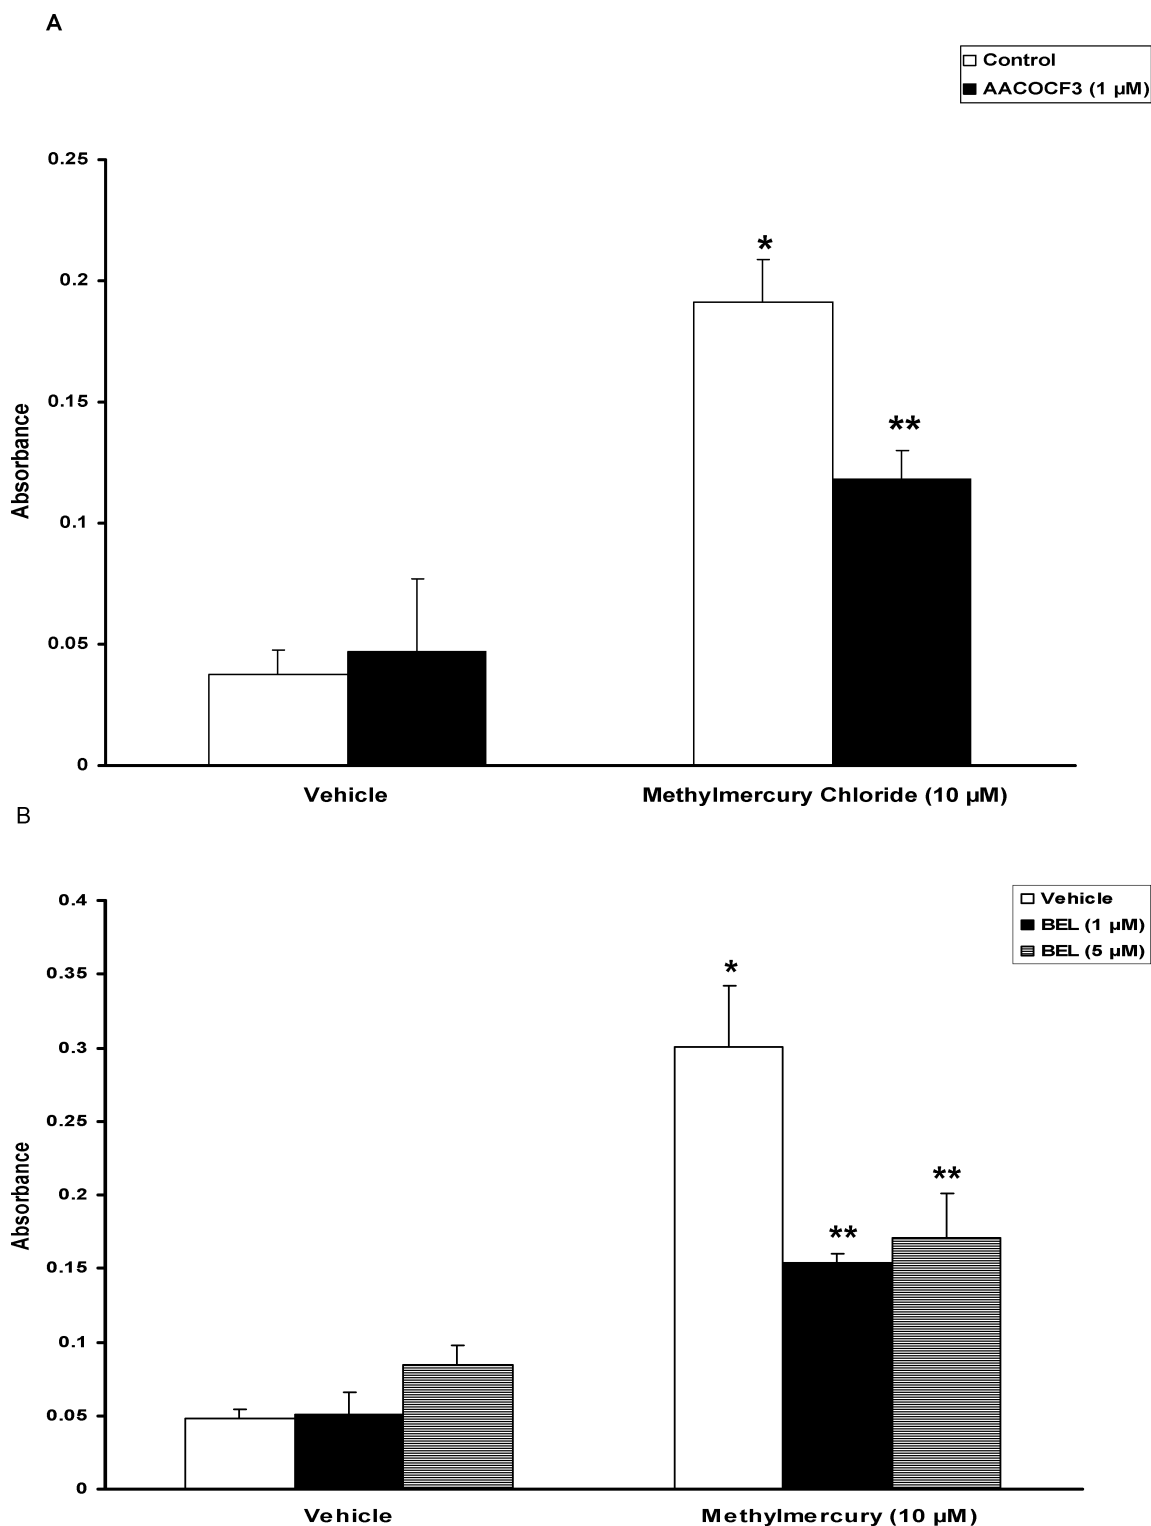 A
Control
AACOCF3 (1 µM)
0.25
*
0.2
0.15
**
Absorbance
0.1
0.05
0
Vehicle
Methylmercury Chloride (10 µM)
B
0.4
Vehicle
BEL (1 µM)
BEL (5 µM)
0.35
*
0.3
0.25
**
0.2
Absorbance
**
0.15
0.1
0.05
0
Vehicle
Methylmercury (10 µM)